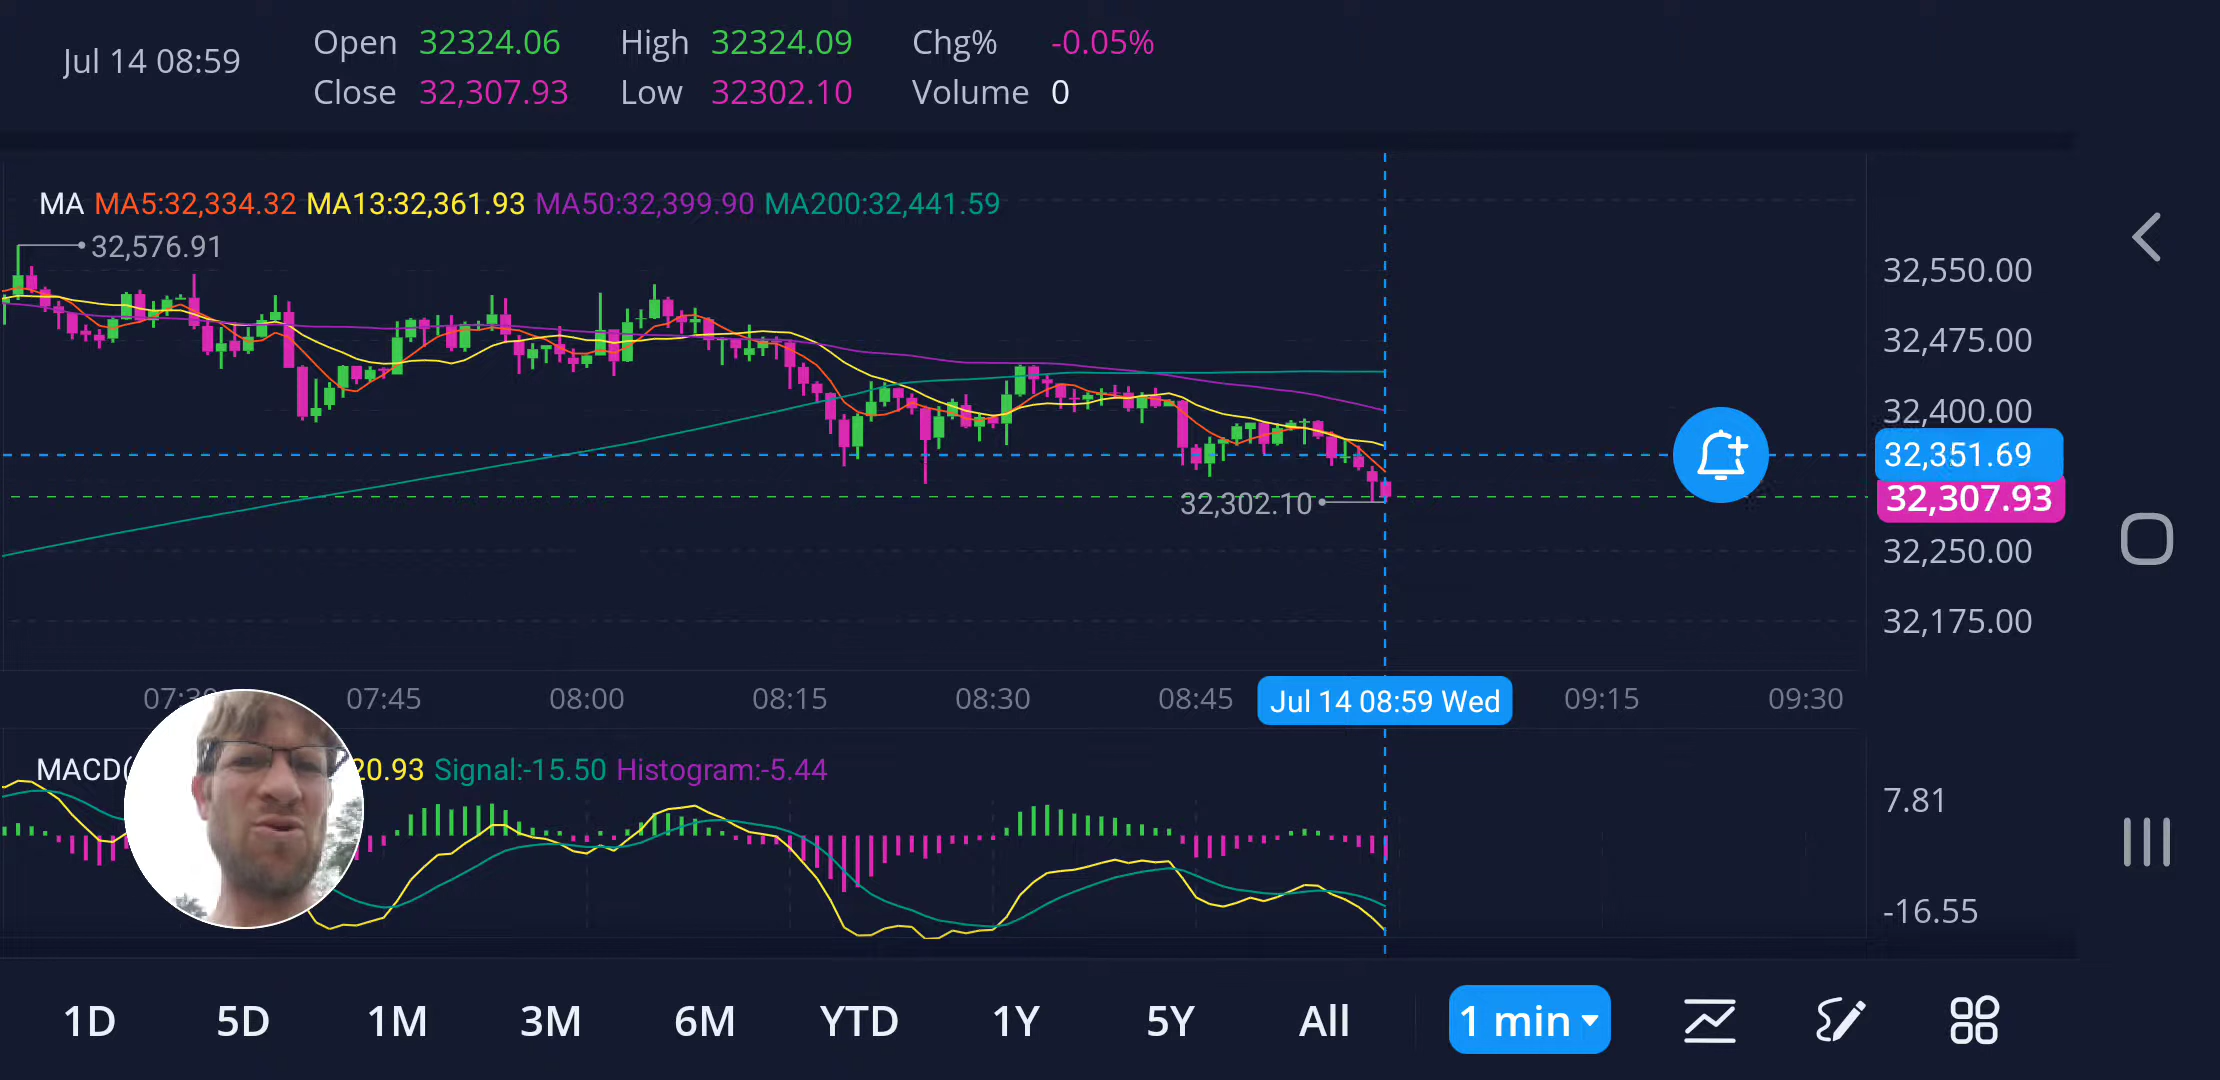 Jul 14 08:59
Open 32324.06 High 32324.09 Chg% -0.05%
Close 32,307.93 Low 32302.10 Volume 0
MA MA5:32,334.32 MA13:32,361.93 MA50:32,399.90 MA200:32,441.59
32,576.91
32,550.00
32,475.00
32,400.00
32,351.69
32,307.93
32,302.10
32,250.00
32,175.00
07:45 08:00 08:15 08:30 08:45 Jul 14 08:59 Wed 09:15 09:30
MACD( 20.93 Signal:-15.50 Histogram:-5.44
7.81
-16.55
1D 5D 1M 3M 6M YTD 1Y 5Y All 1 min